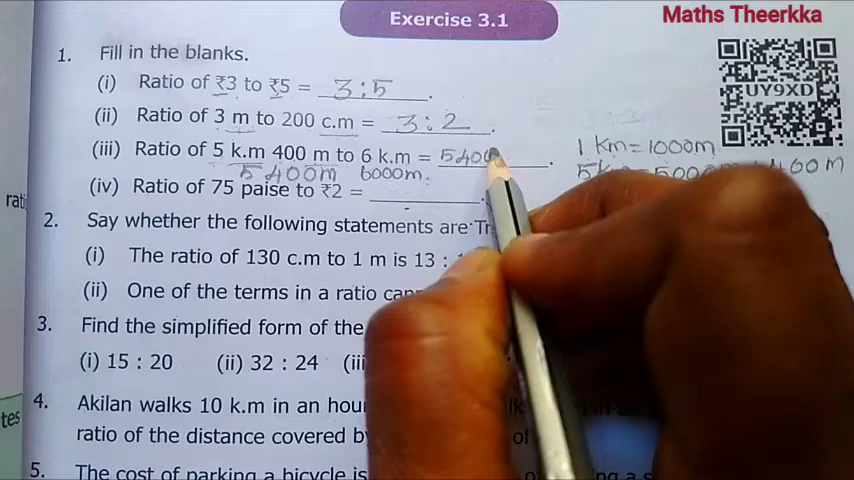 Exercise 3.1
Maths Theerkka
1. Fill in the blanks.
(i) Ratio of ₹3 to ₹5 = 3:5.
(ii) Ratio of 3 m to 200 c.m = 3:2.
(iii) Ratio of 5 k.m 400 m to 6 k.m = 5400.
5400m 6000m.
1 Km=1000m
400m
(iv) Ratio of 75 paise to ₹2 = .
UY9XD
2. Say whether the following statements are
(i) The ratio of 130 c.m to 1 m is 13 :
(ii) One of the terms in a ratio
3. Find the simplified form of the
(i) 15 : 20 (ii) 32 : 24
4. Akilan walks 10 k.m in an
ratio of the distance covered
5. The cost of parking a bicycle